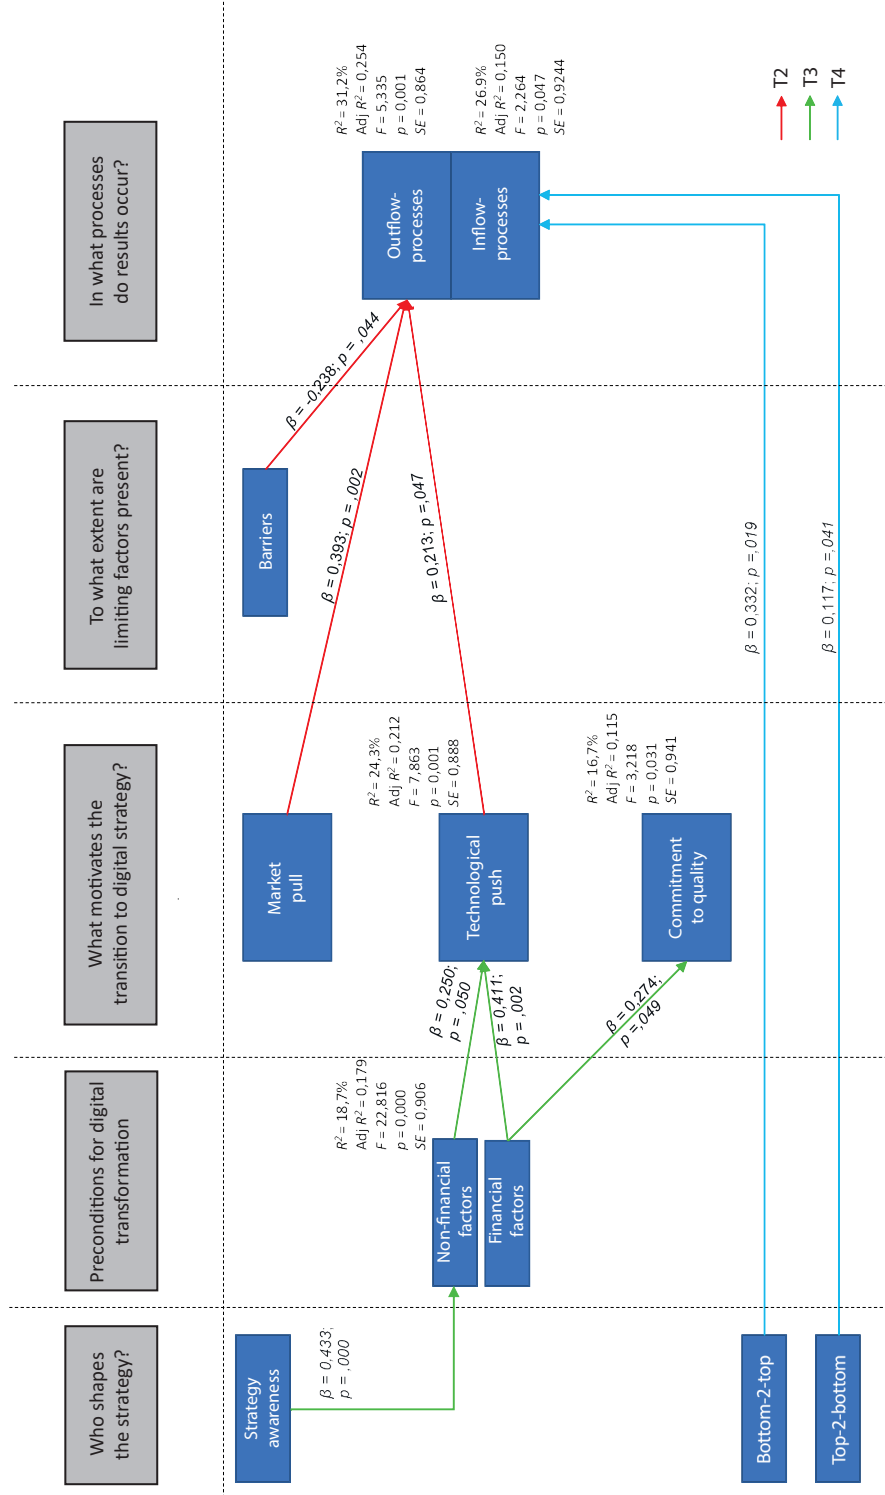 Who shapes
the strategy?
Preconditions for digital
transformation
What motivates the
transition to digital strategy?
To what extent are
limiting factors present?
In what processes
do results occur?
Strategy
awareness
β = 0,433;
p = ,000
Bottom-2-top
Top-2-bottom
R² = 18,7%
Adj R² = 0,179
F = 22,816
p = 0,000
SE = 0,906
Non-financial
factors
Financial
factors
β = 0,250;
p = ,050
β = 0,411;
p = ,002
β = 0,274;
p =,049
Market
pull
R² = 24,3%
Adj R² = 0,212
F = 7,863
p = 0,001
SE = 0,888
Technological
push
R² = 16,7%
Adj R² = 0,115
F = 3,218
p = 0,031
SE = 0,941
Commitment
to quality
Barriers
β = -0,238; p = ,044
β = 0,393; p = ,002
β = 0,213; p =,047
β = 0,332; p =,019
β = 0,117; p =,041
R² = 31,2%
Adj R² = 0,254
F = 5,335
p = 0,001
SE = 0,864
Outflow-
processes
Inflow-
processes
R² = 26.9%
Adj R² = 0,150
F = 2,264
p = 0,047
SE = 0,9244
T2
T3
T4